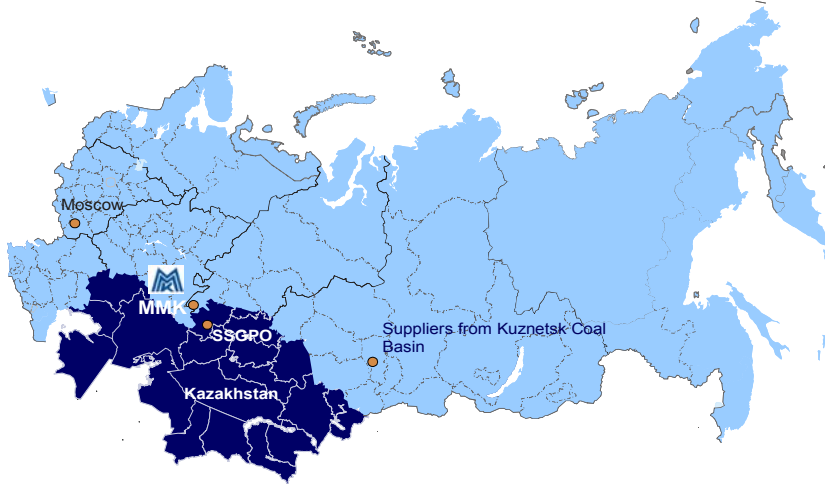 Moscow
MMK
SSGPO
Suppliers from Kuznetsk Coal
Basin
Kazakhstan